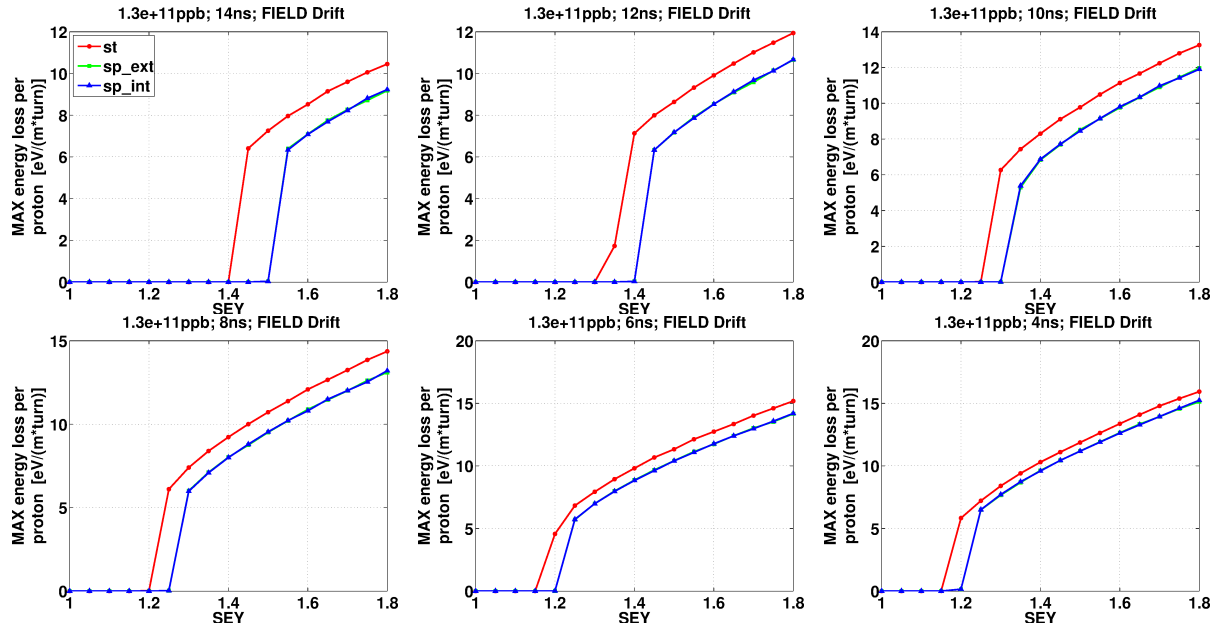 1.3e+11ppb; 14ns; FIELD Drift
MAX energy loss per
proton [eV/(m*turn)]
12
10
8
6
4
2
0
st
sp_ext
sp_int
1
1.2
1.4
1.6
1.8
SEY
1.3e+11ppb; 12ns; FIELD Drift
MAX energy loss per
proton [eV/(m*turn)]
12
10
8
6
4
2
0
1
1.2
1.4
1.6
1.8
SEY
1.3e+11ppb; 10ns; FIELD Drift
MAX energy loss per
proton [eV/(m*turn)]
14
12
10
8
6
4
2
0
1
1.2
1.4
1.6
1.8
SEY
1.3e+11ppb; 8ns; FIELD Drift
MAX energy loss per
proton [eV/(m*turn)]
15
10
5
0
1
1.2
1.4
1.6
1.8
SEY
1.3e+11ppb; 6ns; FIELD Drift
MAX energy loss per
proton [eV/(m*turn)]
20
15
10
5
0
1
1.2
1.4
1.6
1.8
SEY
1.3e+11ppb; 4ns; FIELD Drift
MAX energy loss per
proton [eV/(m*turn)]
20
15
10
5
0
1
1.2
1.4
1.6
1.8
SEY